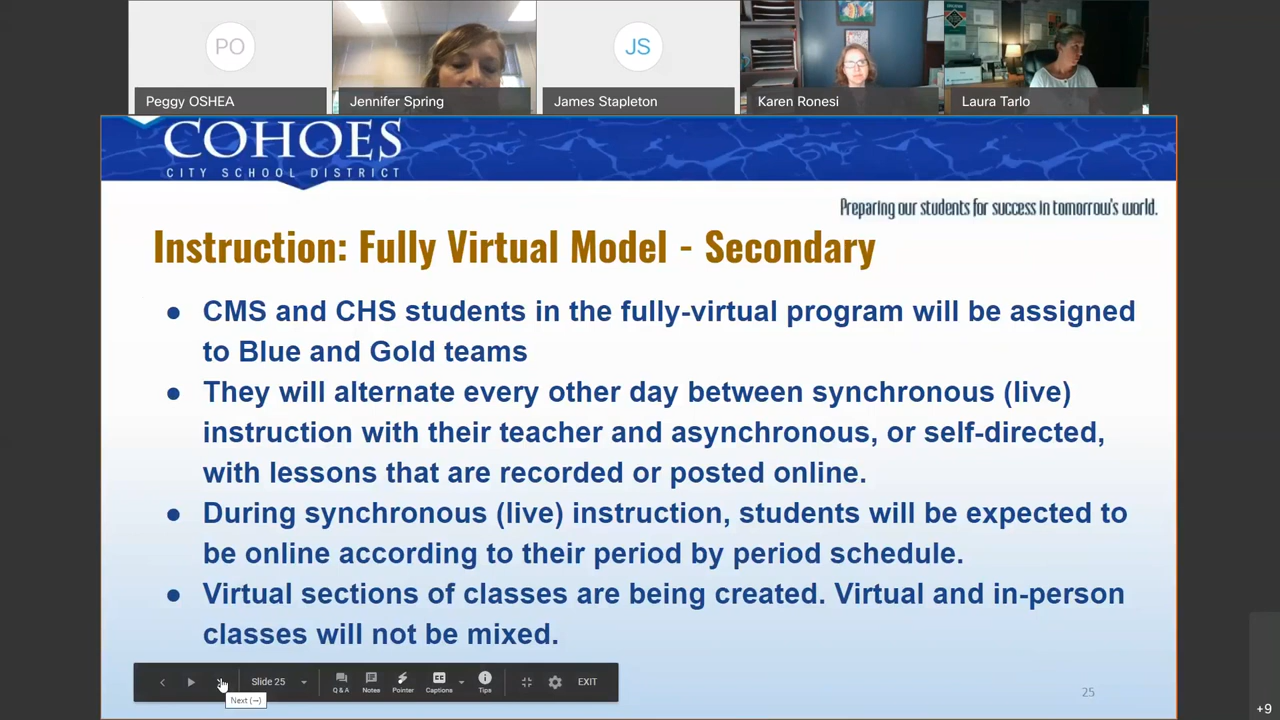 PO
JS
Peggy OSHEA
Jennifer Spring
James Stapleton
Karen Ronesi
Laura Tarlo
COHOES
CITY SCHOOL DISTRICT
Preparing our students for success in tomorrow's world.
Instruction: Fully Virtual Model - Secondary
● CMS and CHS students in the fully-virtual program will be assigned
to Blue and Gold teams
● They will alternate every other day between synchronous (live)
instruction with their teacher and asynchronous, or self-directed,
with lessons that are recorded or posted online.
● During synchronous (live) instruction, students will be expected to
be online according to their period by period schedule.
● Virtual sections of classes are being created. Virtual and in-person
classes will not be mixed.
Slide 25
Q & A
Notes
Pointer
Captions
Tips
EXIT
Next (→)
25
+9